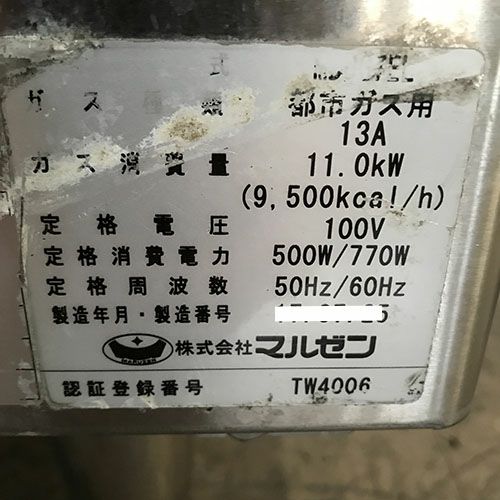 式
ガス種類 都市ガス用
13A
ガス消費量 11.0kW
(9,500kcal/h)
定格電圧 100V
定格消費電力 500W/770W
定格周波数 50Hz/60Hz
製造年月・製造番号
MARUZEN 株式会社マルゼン
認証登録番号 TW4006